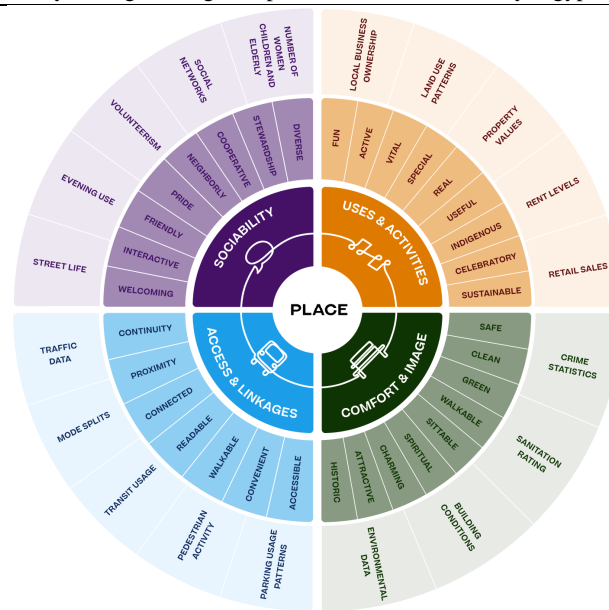 NUMBER OF
WOMEN
CHILDREN AND
ELDERLY
SOCIAL
NETWORKS
VOLUNTEERISM
EVENING USE
STREET LIFE
LOCAL BUSINESS
OWNERSHIP
LAND USE
PATTERNS
PROPERTY
VALUES
RENT LEVELS
RETAIL SALES
DIVERSE
STEWARDSHIP
COOPERATIVE
NEIGHBORLY
PRIDE
FRIENDLY
INTERACTIVE
WELCOMING
FUN
ACTIVE
VITAL
SPECIAL
REAL
USEFUL
INDIGENOUS
CELEBRATORY
SUSTAINABLE
SOCIABILITY
USES & ACTIVITIES
PLACE
ACCESS & LINKAGES
COMFORT & IMAGE
CONTINUITY
PROXIMITY
CONNECTED
READABLE
WALKABLE
CONVENIENT
ACCESSIBLE
SAFE
CLEAN
GREEN
WALKABLE
SITTABLE
SPIRITUAL
CHARMING
ATTRACTIVE
HISTORIC
TRAFFIC
DATA
MODE SPLITS
TRANSIT USAGE
PEDESTRIAN
ACTIVITY
PARKING USAGE
PATTERNS
CRIME
STATISTICS
SANITATION
RATING
BUILDING
CONDITIONS
ENVIRONMENTAL
DATA